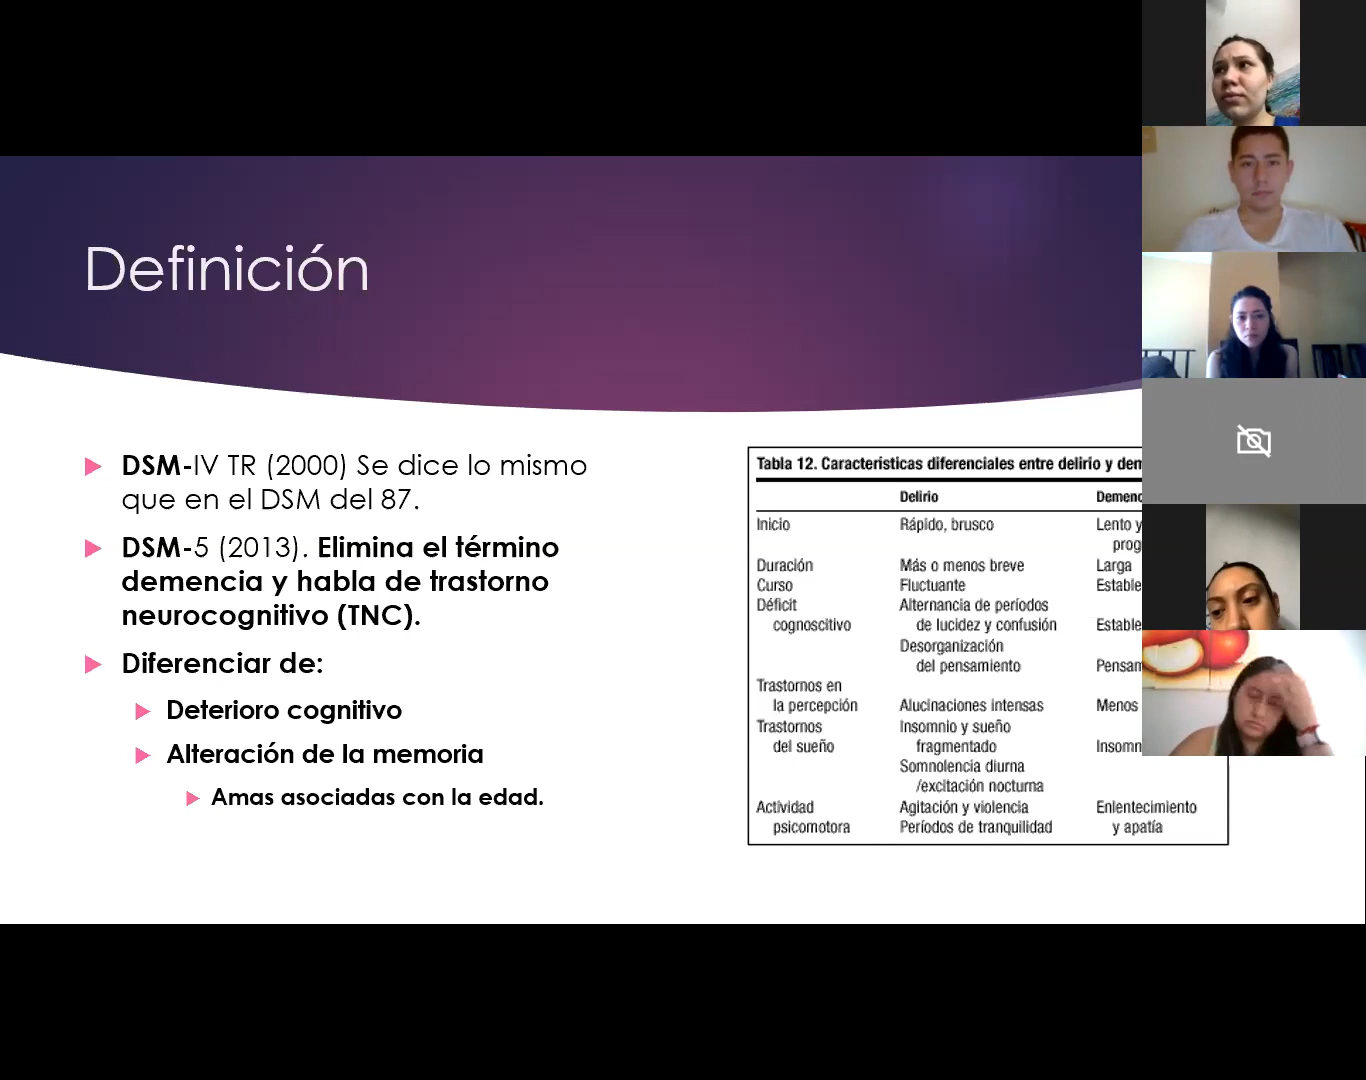 Definición
DSM-IV TR (2000) Se dice lo mismo
que en el DSM del 87.
DSM-5 (2013). Elimina el término
demencia y habla de trastorno
neurocognitivo (TNC).
Diferenciar de:
Deterioro cognitivo
Alteración de la memoria
Amas asociadas con la edad.
Tabla 12. Características diferenciales entre delirio y
Delirio
Inicio Rápido, brusco Lento y
Duración Más o menos breve Larga
Curso Fluctuante Estable
Déficit Alternancia de períodos
cognoscitivo de lucidez y confusión Estable
Desorganización
del pensamiento
Trastornos en
la percepción Alucinaciones intensas Menos
Trastornos Insomnio y sueño
del sueño fragmentado
Somnolencia diurna
/excitación nocturna
Actividad Agitación y violencia Enlentecimiento
psicomotora Períodos de tranquilidad y apatía